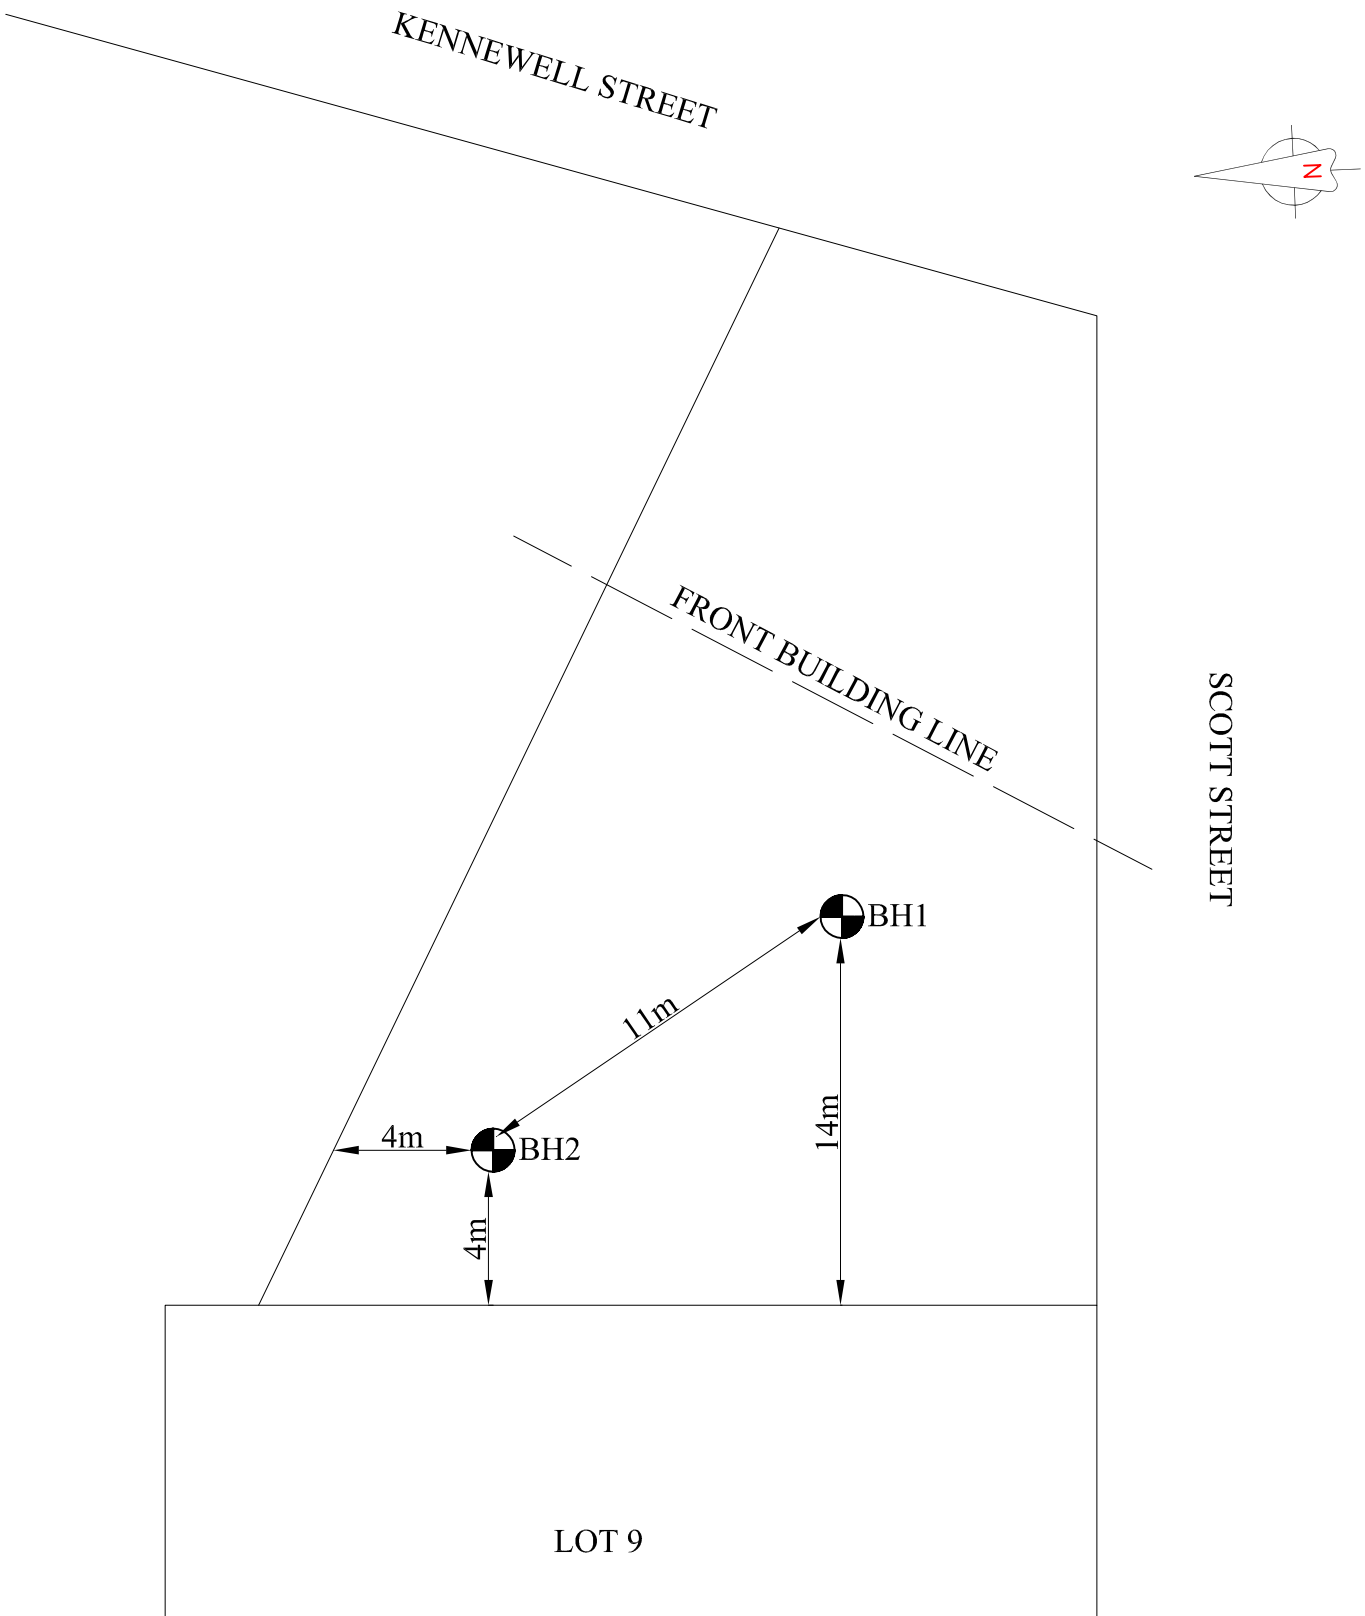 KENNEWELL STREET
N
FRONT BUILDING LINE
SCOTT STREET
BH1
11m
14m
4m
BH2
4m
LOT 9